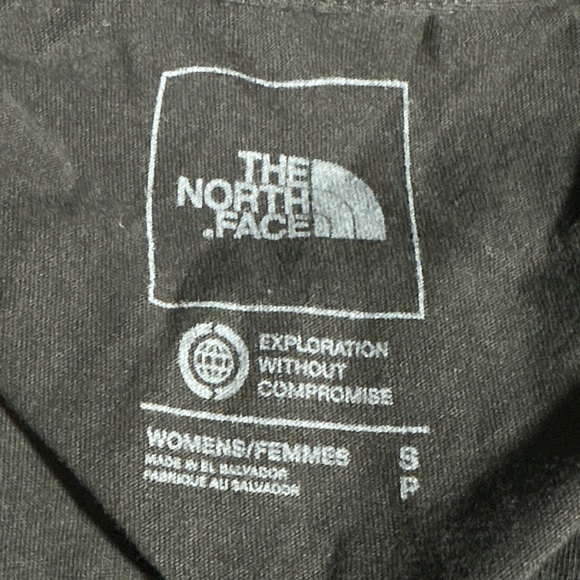 THE
NORTH
FACE
EXPLORATION
WITHOUT
COMPROMISE
WOMENS/FEMMES S
MADE IN EL SALVADOR P
FABRIQUE AU SALVADOR